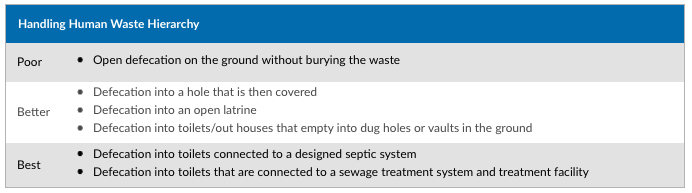 Handling Human Waste Hierarchy
Poor
• Open defecation on the ground without burying the waste
Better
• Defecation into a hole that is then covered
• Defecation into an open latrine
• Defecation into toilets/out houses that empty into dug holes or vaults in the ground
Best
• Defecation into toilets connected to a designed septic system
• Defecation into toilets that are connected to a sewage treatment system and treatment facility